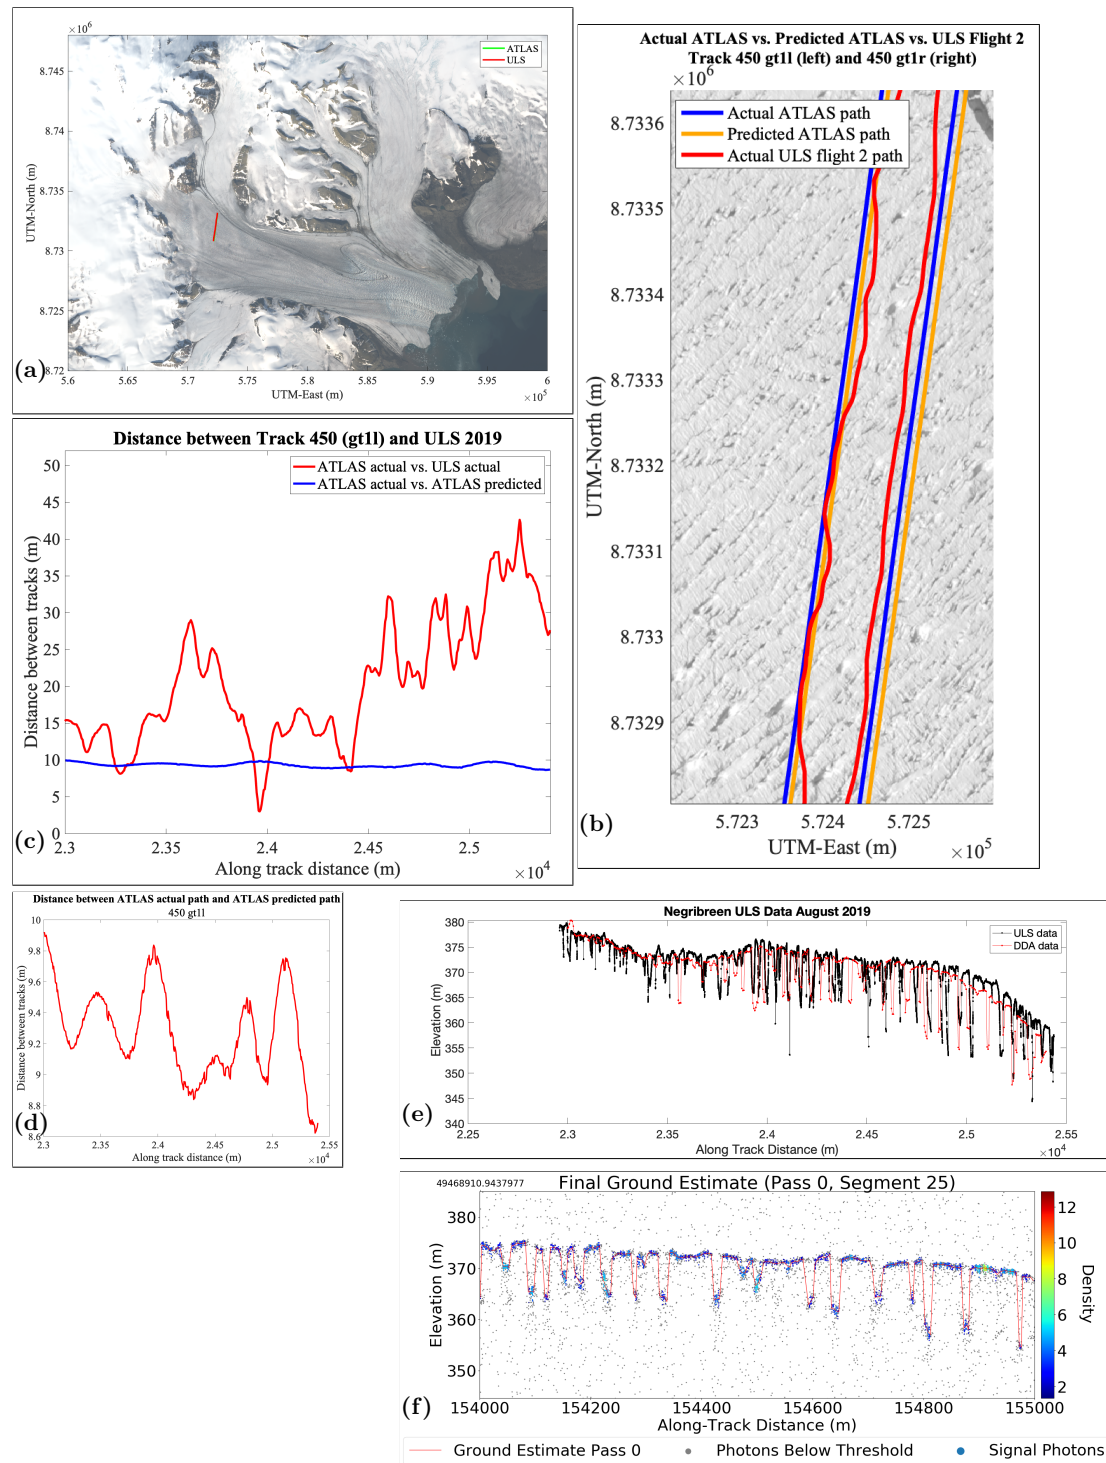 ×10⁶
8.745
8.74
8.735
8.73
8.725
8.72
UTM-North (m)
ATLAS
ULS
5.6
5.65
5.7
5.75
5.8
5.85
5.9
5.95
6
×10⁵
UTM-East (m)
(a)
Actual ATLAS vs. Predicted ATLAS vs. ULS Flight 2
Track 450 gt1l (left) and 450 gt1r (right)
×10⁶
Actual ATLAS path
Predicted ATLAS path
Actual ULS flight 2 path
8.7336
8.7335
8.7334
8.7333
8.7332
8.7331
8.733
8.7329
UTM-North (m)
5.723
5.724
5.725
UTM-East (m)
×10⁵
(b)
Distance between Track 450 (gt1l) and ULS 2019
ATLAS actual vs. ULS actual
ATLAS actual vs. ATLAS predicted
50
45
40
35
30
25
20
15
10
5
0
Distance between tracks (m)
2.3
2.35
2.4
2.45
2.5
Along track distance (m)
×10⁴
(c)
Distance between ATLAS actual path and ATLAS predicted path
450 gt1l
10
9.8
9.6
9.4
9.2
9
8.8
8.6
Distance between tracks (m)
2.3
2.35
2.4
2.45
2.5
2.55
Along track distance (m)
×10⁴
(d)
Negribreen ULS Data August 2019
ULS data
DDA data
380
375
370
365
360
355
350
345
340
Elevation (m)
2.25
2.3
2.35
2.4
2.45
2.5
2.55
Along Track Distance (m)
×10⁴
(e)
49468910.9437977
Final Ground Estimate (Pass 0, Segment 25)
380
370
360
350
Elevation (m)
154000
154200
154400
154600
154800
155000
Along-Track Distance (m)
12
10
8
6
4
2
Density
(f)
Ground Estimate Pass 0
Photons Below Threshold
Signal Photons